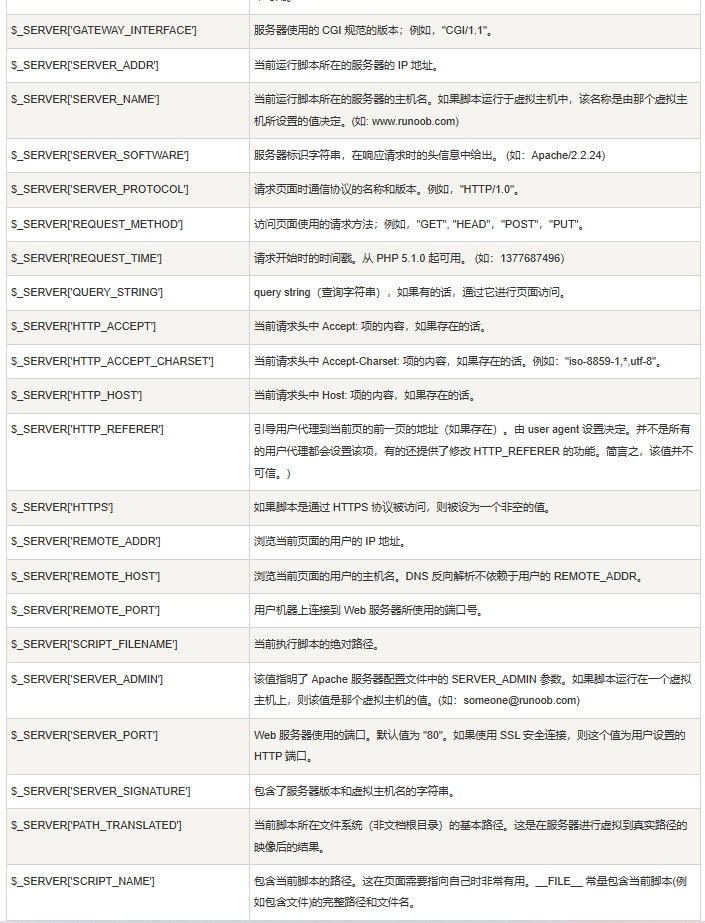 $_SERVER['GATEWAY_INTERFACE']
服务器使用的 CGI 规范的版本；例如，"CGI/1.1"。
$_SERVER['SERVER_ADDR']
当前运行脚本所在的服务器的 IP 地址。
$_SERVER['SERVER_NAME']
当前运行脚本所在的服务器的主机名。如果脚本运行于虚拟主机中，该名称是由那个虚拟主
机所设置的值决定。(如: www.runoob.com)
$_SERVER['SERVER_SOFTWARE']
服务器标识字符串，在响应请求时的头信息中给出。 (如：Apache/2.2.24)
$_SERVER['SERVER_PROTOCOL']
请求页面时通信协议的名称和版本。例如，"HTTP/1.0"。
$_SERVER['REQUEST_METHOD']
访问页面使用的请求方法；例如，"GET", "HEAD"，"POST"，"PUT"。
$_SERVER['REQUEST_TIME']
请求开始时的时间戳。从 PHP 5.1.0 起可用。 (如：1377687496)
$_SERVER['QUERY_STRING']
query string（查询字符串），如果有的话，通过它进行页面访问。
$_SERVER['HTTP_ACCEPT']
当前请求头中 Accept: 项的内容，如果存在的话。
$_SERVER['HTTP_ACCEPT_CHARSET']
当前请求头中 Accept-Charset: 项的内容，如果存在的话。例如："iso-8859-1,*,utf-8"。
$_SERVER['HTTP_HOST']
当前请求头中 Host: 项的内容，如果存在的话。
$_SERVER['HTTP_REFERER']
引导用户代理到当前页的前一页的地址（如果存在）。由 user agent 设置决定。并不是所有
的用户代理都会设置该项，有的还提供了修改 HTTP_REFERER 的功能。简言之，该值并不
可信。)
$_SERVER['HTTPS']
如果脚本是通过 HTTPS 协议被访问，则被设为一个非空的值。
$_SERVER['REMOTE_ADDR']
浏览当前页面的用户的 IP 地址。
$_SERVER['REMOTE_HOST']
浏览当前页面的用户的主机名。DNS 反向解析不依赖于用户的 REMOTE_ADDR。
$_SERVER['REMOTE_PORT']
用户机器上连接到 Web 服务器所使用的端口号。
$_SERVER['SCRIPT_FILENAME']
当前执行脚本的绝对路径。
$_SERVER['SERVER_ADMIN']
该值指明了 Apache 服务器配置文件中的 SERVER_ADMIN 参数。如果脚本运行在一个虚拟
主机上，则该值是那个虚拟主机的值。(如：someone@runoob.com)
$_SERVER['SERVER_PORT']
Web 服务器使用的端口。默认值为 "80"。如果使用 SSL 安全连接，则这个值为用户设置的
HTTP 端口。
$_SERVER['SERVER_SIGNATURE']
包含了服务器版本和虚拟主机名的字符串。
$_SERVER['PATH_TRANSLATED']
当前脚本所在文件系统（非文档根目录）的基本路径。这是在服务器进行虚拟到真实路径的
映像后的结果。
$_SERVER['SCRIPT_NAME']
包含当前脚本的路径。这在页面需要指向自己时非常有用。__FILE__ 常量包含当前脚本(例
如包含文件)的完整路径和文件名。